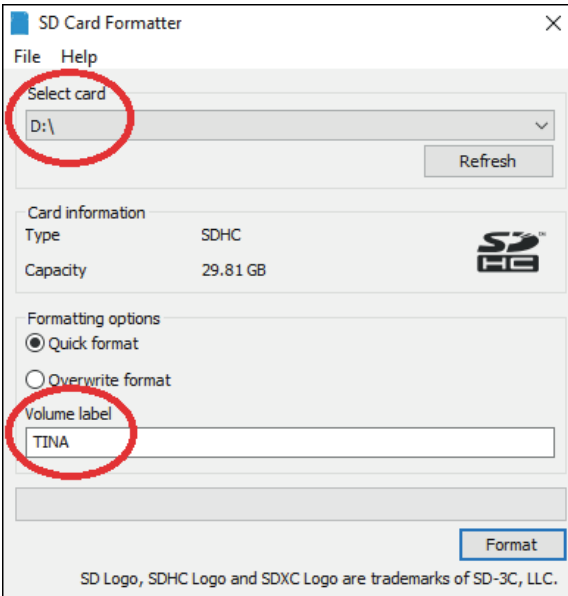 SD Card Formatter
File Help
Select card
D:\
Refresh
Card information
Type SDHC
Capacity 29.81 GB
SD HC ™
Formatting options
Quick format
Overwrite format
Volume label
TINA
Format
SD Logo, SDHC Logo and SDXC Logo are trademarks of SD-3C, LLC.